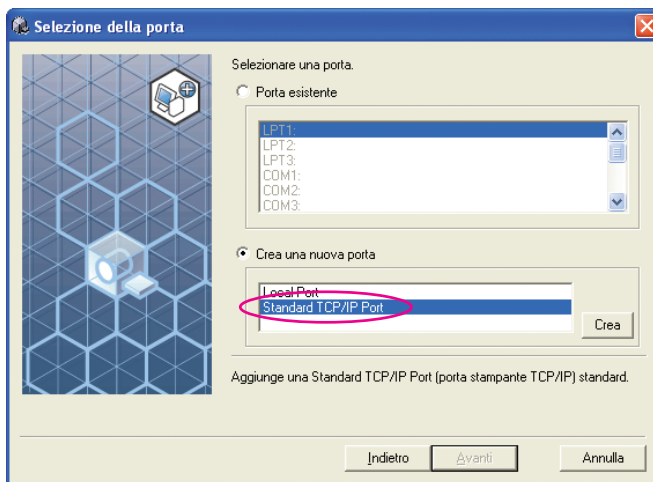 Selezione della porta
Selezionare una porta.
Porta esistente
LPT1:
LPT2:
LPT3:
COM1:
COM2:
COM3:
Crea una nuova porta
Local Port
Standard TCP/IP Port
Crea
Aggiunge una Standard TCP/IP Port (porta stampante TCP/IP) standard.
Indietro Avanti Annulla